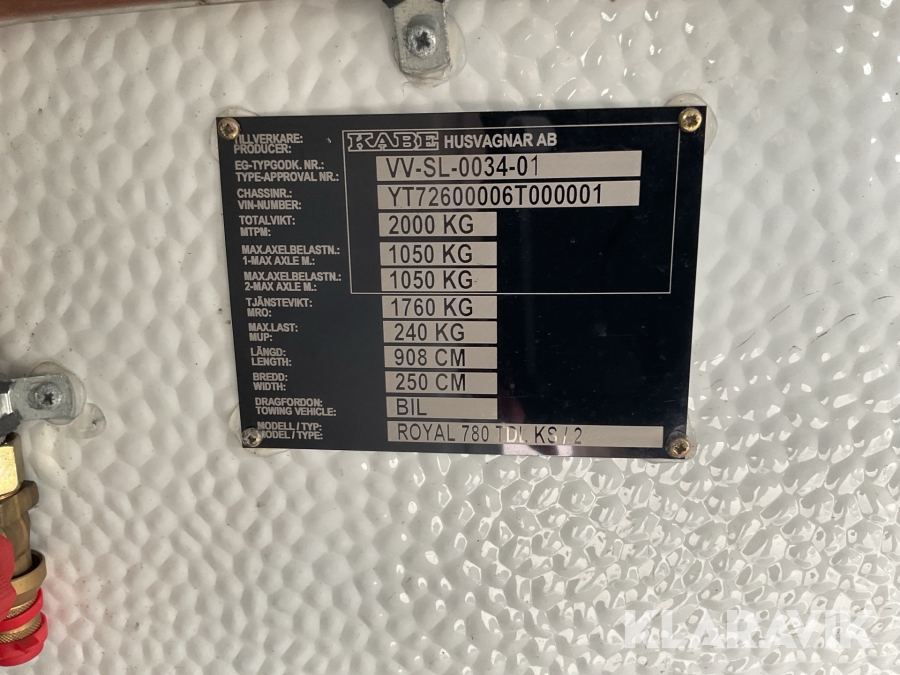 TILLVERKARE: KABE HUSVAGNAR AB
PRODUCER:
EG-TYPGODK. NR.: VV-SL-0034-01
TYPE-APPROVAL NR.:
CHASSINR.: YT72600006T000001
VIN-NUMBER:
TOTALVIKT: 2000 KG
MTPM:
MAX.AXELBELASTN.: 1050 KG
1-MAX AXLE M.:
MAX.AXELBELASTN.: 1050 KG
2-MAX AXLE M.:
TJÄNSTEVIKT: 1760 KG
MRO:
MAX.LAST: 240 KG
MUP:
LÄNGD: 908 CM
LENGTH:
BREDD: 250 CM
WIDTH:
DRAGFORDON: BIL
TOWING VEHICLE:
MODELL / TYP: ROYAL 780 TDL KS / 2
MODEL / TYPE:
KLARAVIK